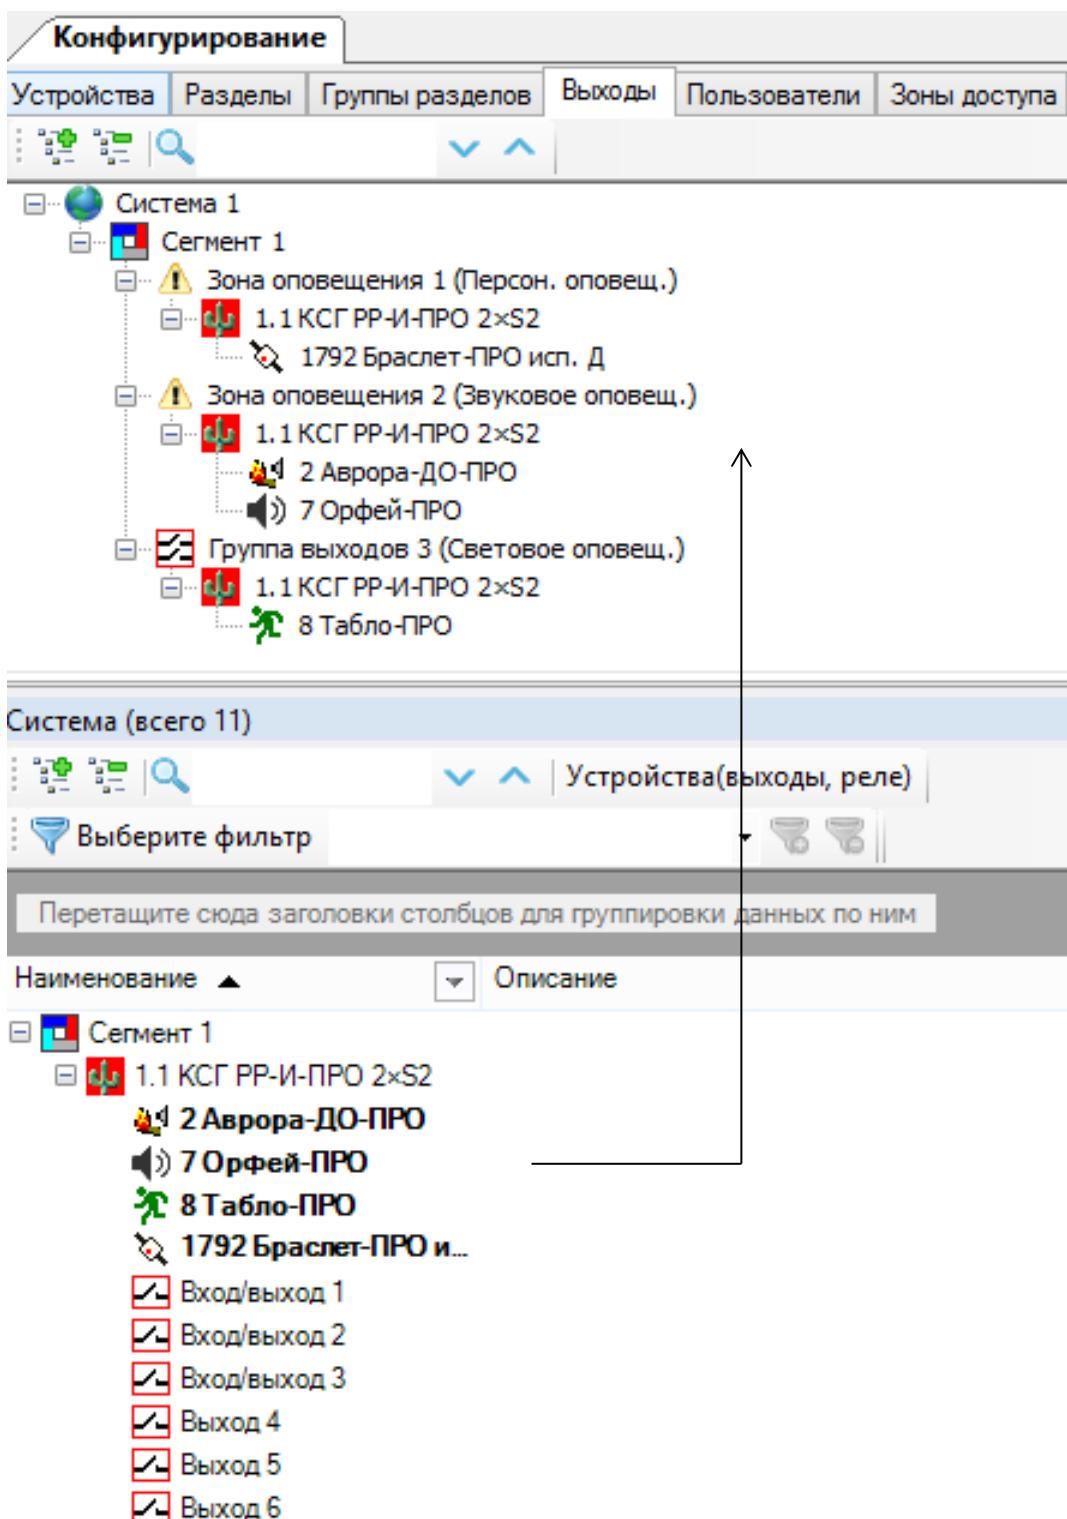 Конфигурирование
Устройства Разделы Группы разделов Выходы Пользователи Зоны доступа
Система 1
Сегмент 1
Зона оповещения 1 (Персон. оповещ.)
1.1 КСГ РР-И-ПРО 2×S2
1792 Браслет-ПРО исп. Д
Зона оповещения 2 (Звуковое оповещ.)
1.1 КСГ РР-И-ПРО 2×S2
2 Аврора-ДО-ПРО
7 Орфей-ПРО
Группа выходов 3 (Световое оповещ.)
1.1 КСГ РР-И-ПРО 2×S2
8 Табло-ПРО
Система (всего 11)
Устройства(выходы, реле)
Выберите фильтр
Перетащите сюда заголовки столбцов для группировки данных по ним
Наименование Описание
Сегмент 1
1.1 КСГ РР-И-ПРО 2×S2
2 Аврора-ДО-ПРО
7 Орфей-ПРО
8 Табло-ПРО
1792 Браслет-ПРО и...
Вход/выход 1
Вход/выход 2
Вход/выход 3
Выход 4
Выход 5
Выход 6